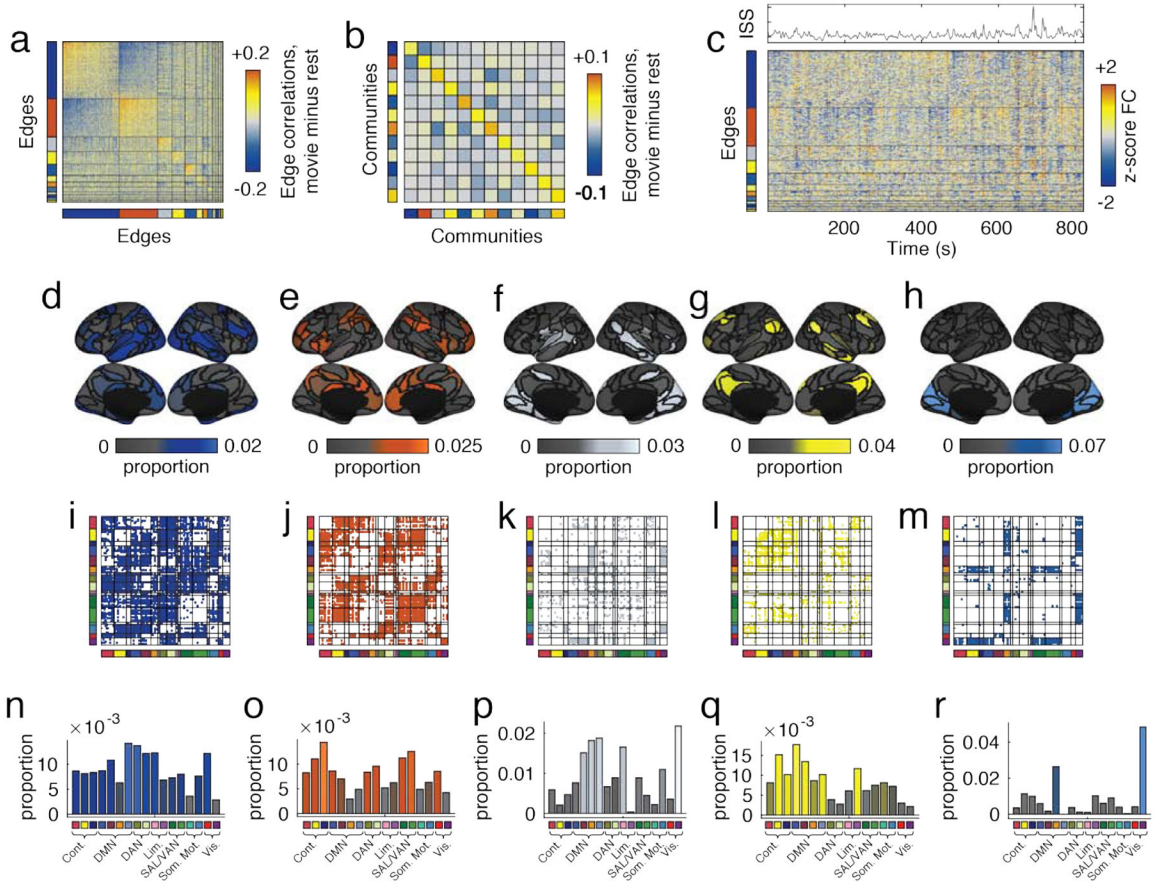 a
Edges
Edges
+0.2
-0.2
Edge correlations,
movie minus rest
b
Communities
Communities
+0.1
-0.1
Edge correlations,
movie minus rest
c
ISS
Edges
200
400
600
800
Time (s)
+2
-2
z-score FC
d
0
0.02
proportion
e
0
0.025
proportion
f
0
0.03
proportion
g
0
0.04
proportion
h
0
0.07
proportion
i
j
k
l
m
n
× 10⁻³
proportion
10
5
0
Cont.
DMN
DAN
Lim.
SAL/VAN
Som. Mot.
Vis.
o
× 10⁻³
proportion
10
5
0
Cont.
DMN
DAN
Lim.
SAL/VAN
Som. Mot.
Vis.
p
proportion
0.02
0.01
0
Cont.
DMN
DAN
Lim.
SAL/VAN
Som. Mot.
Vis.
q
× 10⁻³
proportion
15
10
5
0
Cont.
DMN
DAN
Lim.
SAL/VAN
Som. Mot.
Vis.
r
proportion
0.04
0.02
0
Cont.
DMN
DAN
Lim.
SAL/VAN
Som. Mot.
Vis.